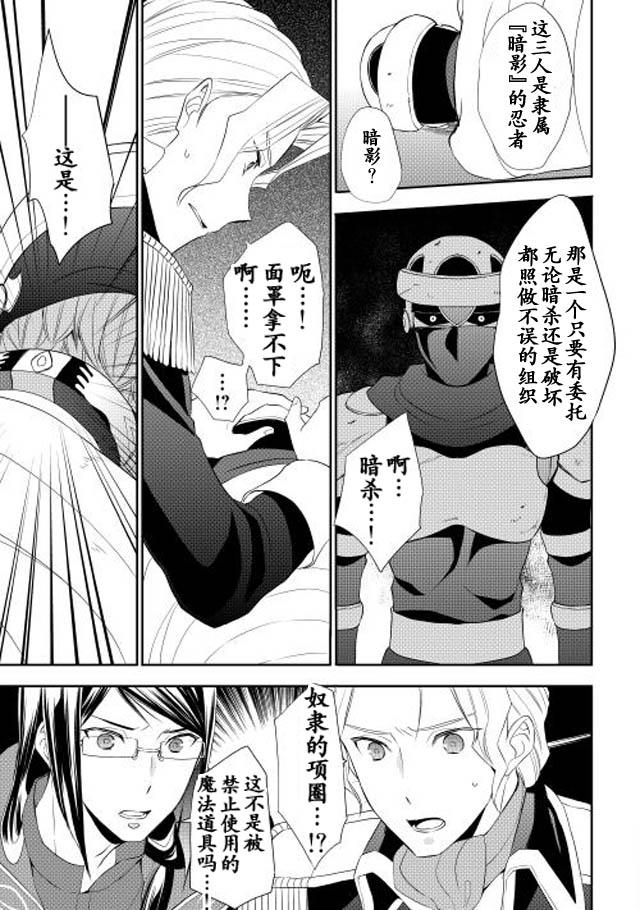 这三人是隶属
『暗影』的忍者
暗影？
那是一个只要有委托
无论暗杀还是破坏
都照做不误的组织
啊…
暗杀…！
呃…！
面罩拿不下
啊……
…!?
——这是…！
奴隶的项圈
…!?
这不是被
禁止使用的
魔法道具吗……